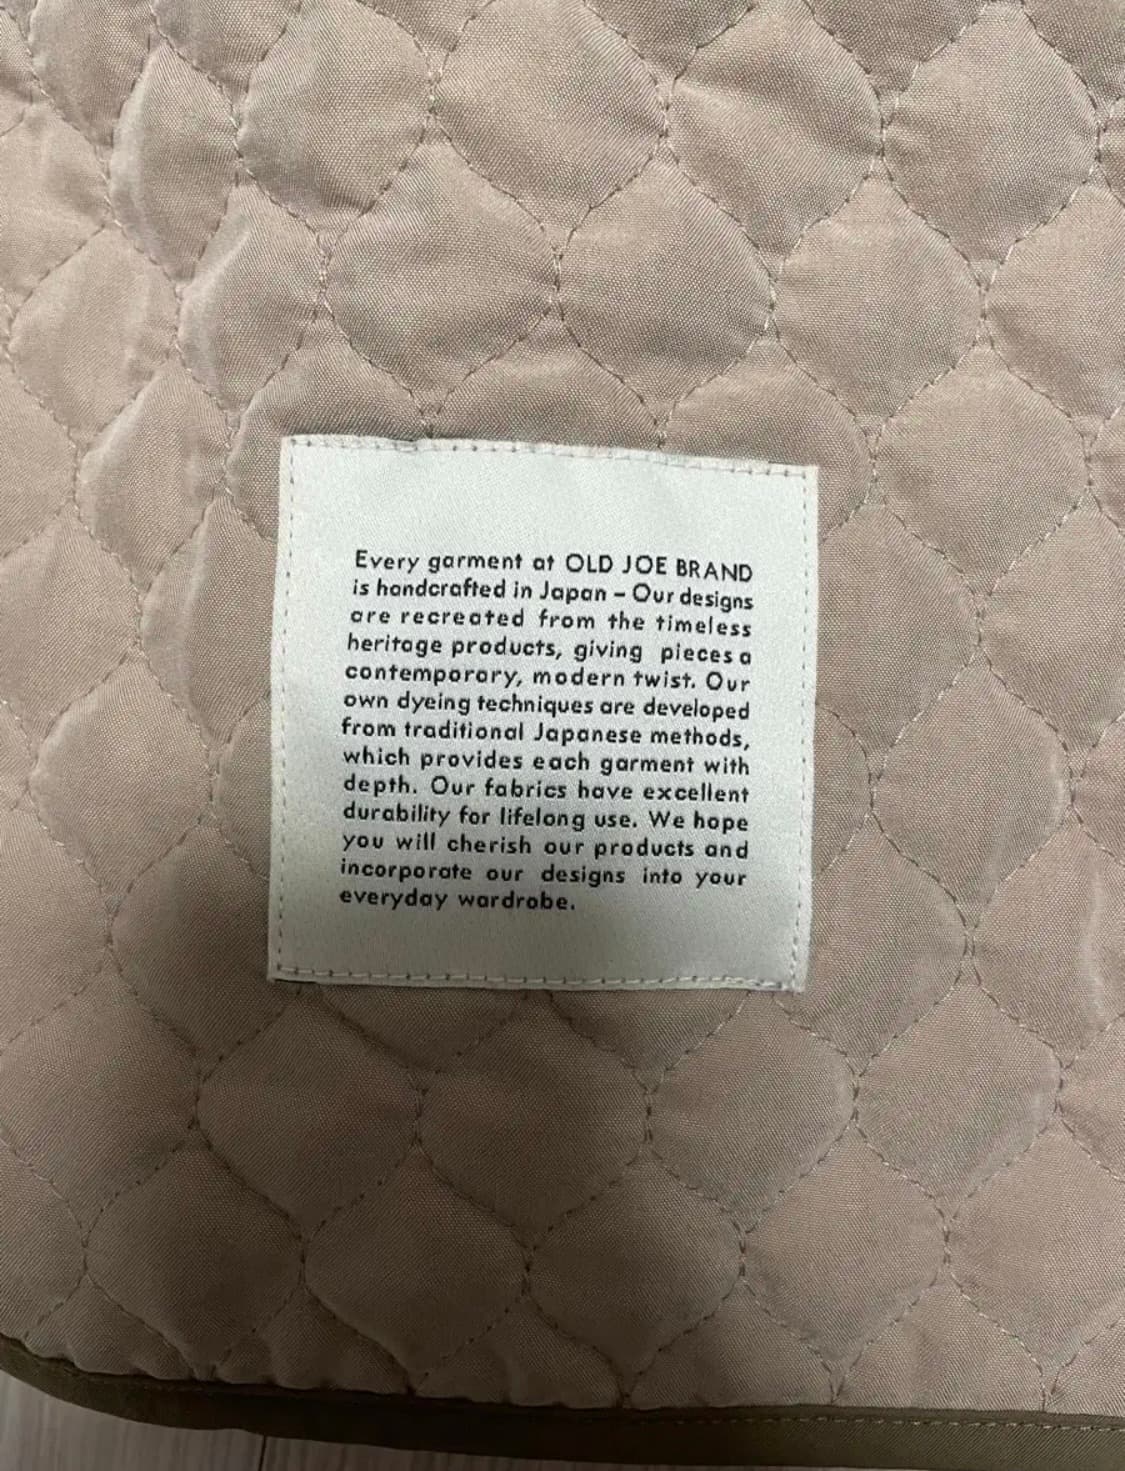 Every garment at OLD JOE BRAND
is handcrafted in Japan – Our designs
are recreated from the timeless
heritage products, giving pieces a
contemporary, modern twist. Our
own dyeing techniques are developed
from traditional Japanese methods,
which provides each garment with
depth. Our fabrics have excellent
durability for lifelong use. We hope
you will cherish our products and
incorporate our designs into your
everyday wardrobe.